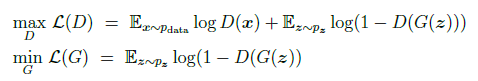 max_D ℒ(D) = 𝔼_{x∼p_data} log D(𝒙) + 𝔼_{z∼p_𝒛} log(1 − D(G(𝒛)))
min_G ℒ(G) = 𝔼_{z∼p_𝒛} log(1 − D(G(𝒛))